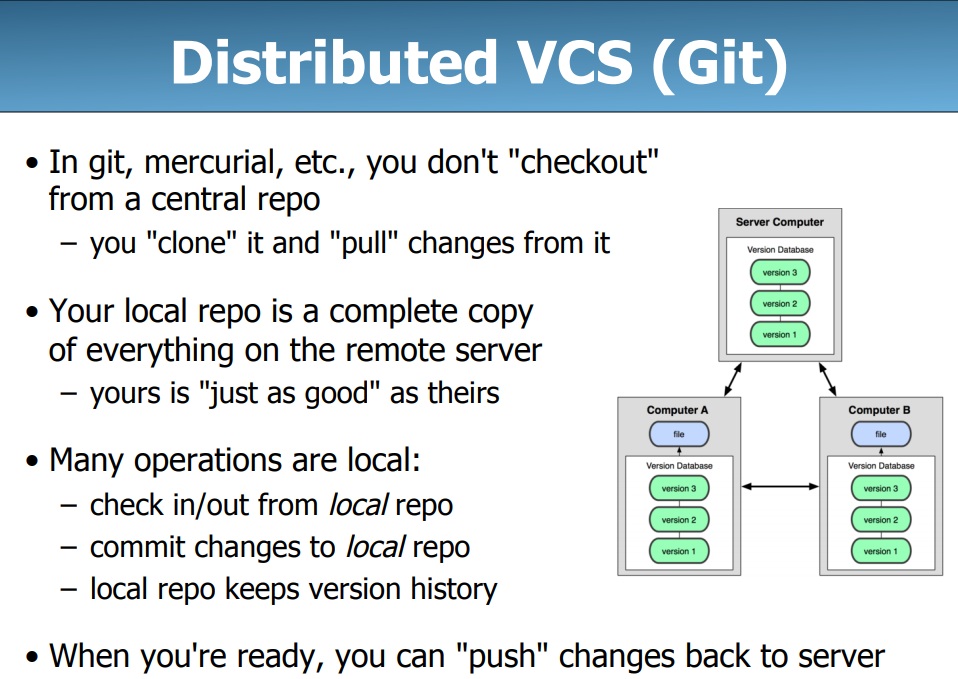 Distributed VCS (Git)
• In git, mercurial, etc., you don't "checkout"
from a central repo
– you "clone" it and "pull" changes from it
• Your local repo is a complete copy
of everything on the remote server
– yours is "just as good" as theirs
• Many operations are local:
– check in/out from local repo
– commit changes to local repo
– local repo keeps version history
• When you're ready, you can "push" changes back to server
Server Computer
Version Database
version 3
version 2
version 1
Computer A
file
Version Database
version 3
version 2
version 1
Computer B
file
Version Database
version 3
version 2
version 1